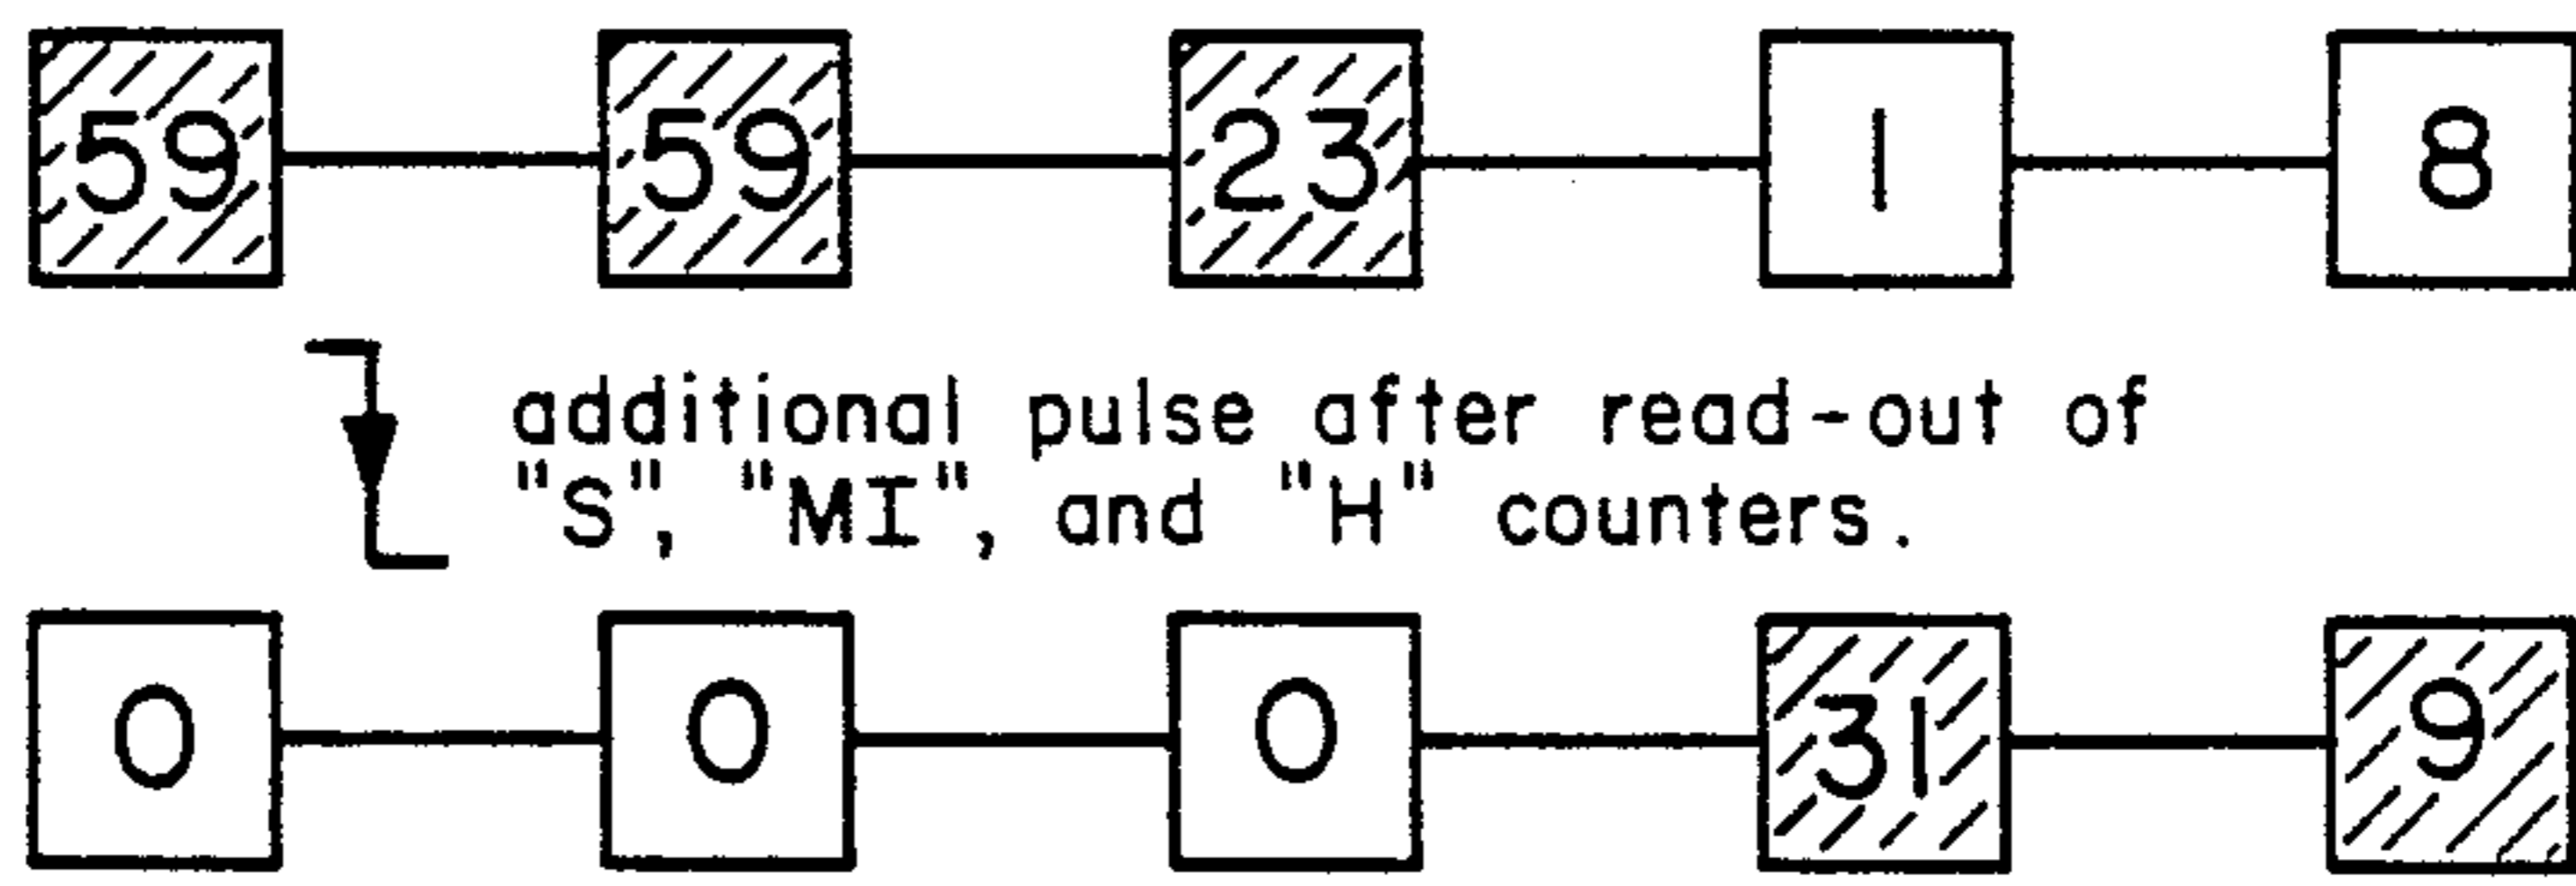 59 59 23 1 8
additional pulse after read-out of
"S", "MI", and "H" counters.
0 0 0 31 9